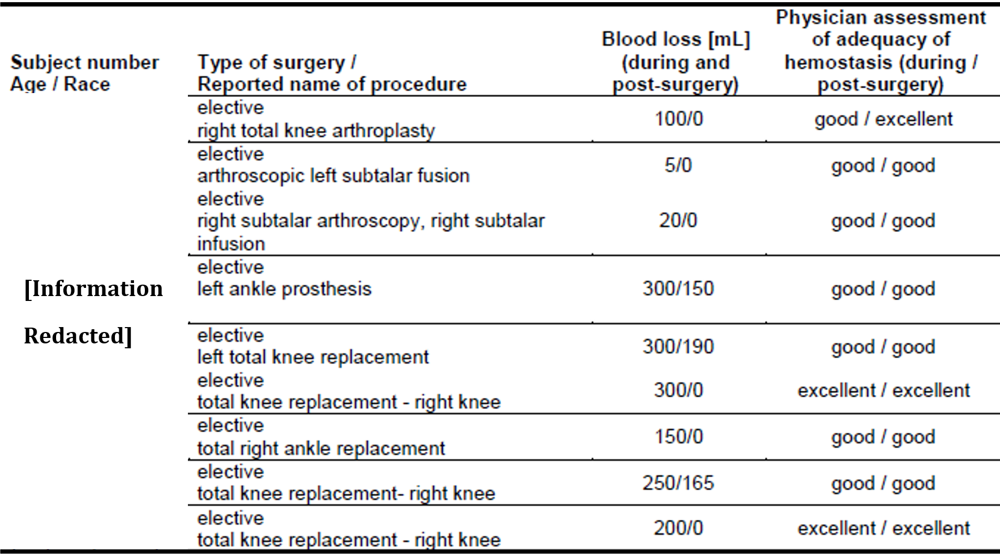 Subject number
Age / Race
Type of surgery /
Reported name of procedure
Blood loss [mL]
(during and
post-surgery)
Physician assessment
of adequacy of
hemostasis (during /
post-surgery)
[Information
Redacted]
elective
right total knee arthroplasty
100/0
good / excellent
elective
arthroscopic left subtalar fusion
5/0
good / good
elective
right subtalar arthroscopy, right subtalar
infusion
20/0
good / good
elective
left ankle prosthesis
300/150
good / good
elective
left total knee replacement
300/190
good / good
elective
total knee replacement - right knee
300/0
excellent / excellent
elective
total right ankle replacement
150/0
good / good
elective
total knee replacement- right knee
250/165
good / good
elective
total knee replacement - right knee
200/0
excellent / excellent